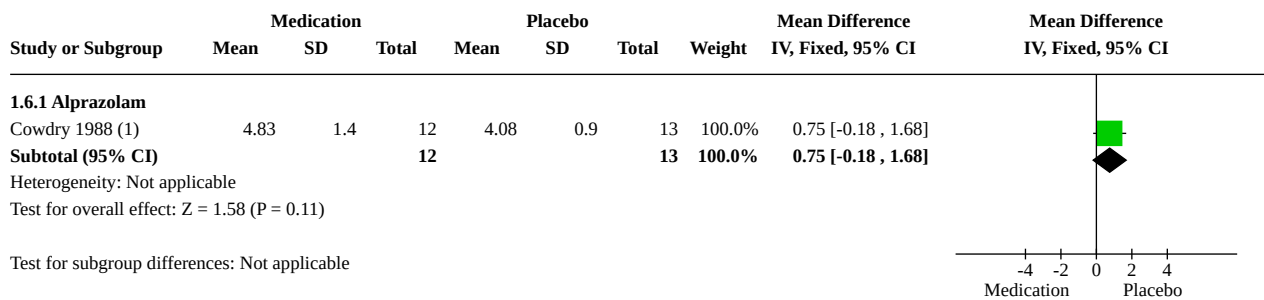 Medication Placebo Mean Difference Mean Difference
Study or Subgroup Mean SD Total Mean SD Total Weight IV, Fixed, 95% CI IV, Fixed, 95% CI
1.6.1 Alprazolam
Cowdry 1988 (1) 4.83 1.4 12 4.08 0.9 13 100.0% 0.75 [-0.18 , 1.68]
Subtotal (95% CI) 12 13 100.0% 0.75 [-0.18 , 1.68]
Heterogeneity: Not applicable
Test for overall effect: Z = 1.58 (P = 0.11)
Test for subgroup differences: Not applicable
-4 -2 0 2 4
Medication Placebo